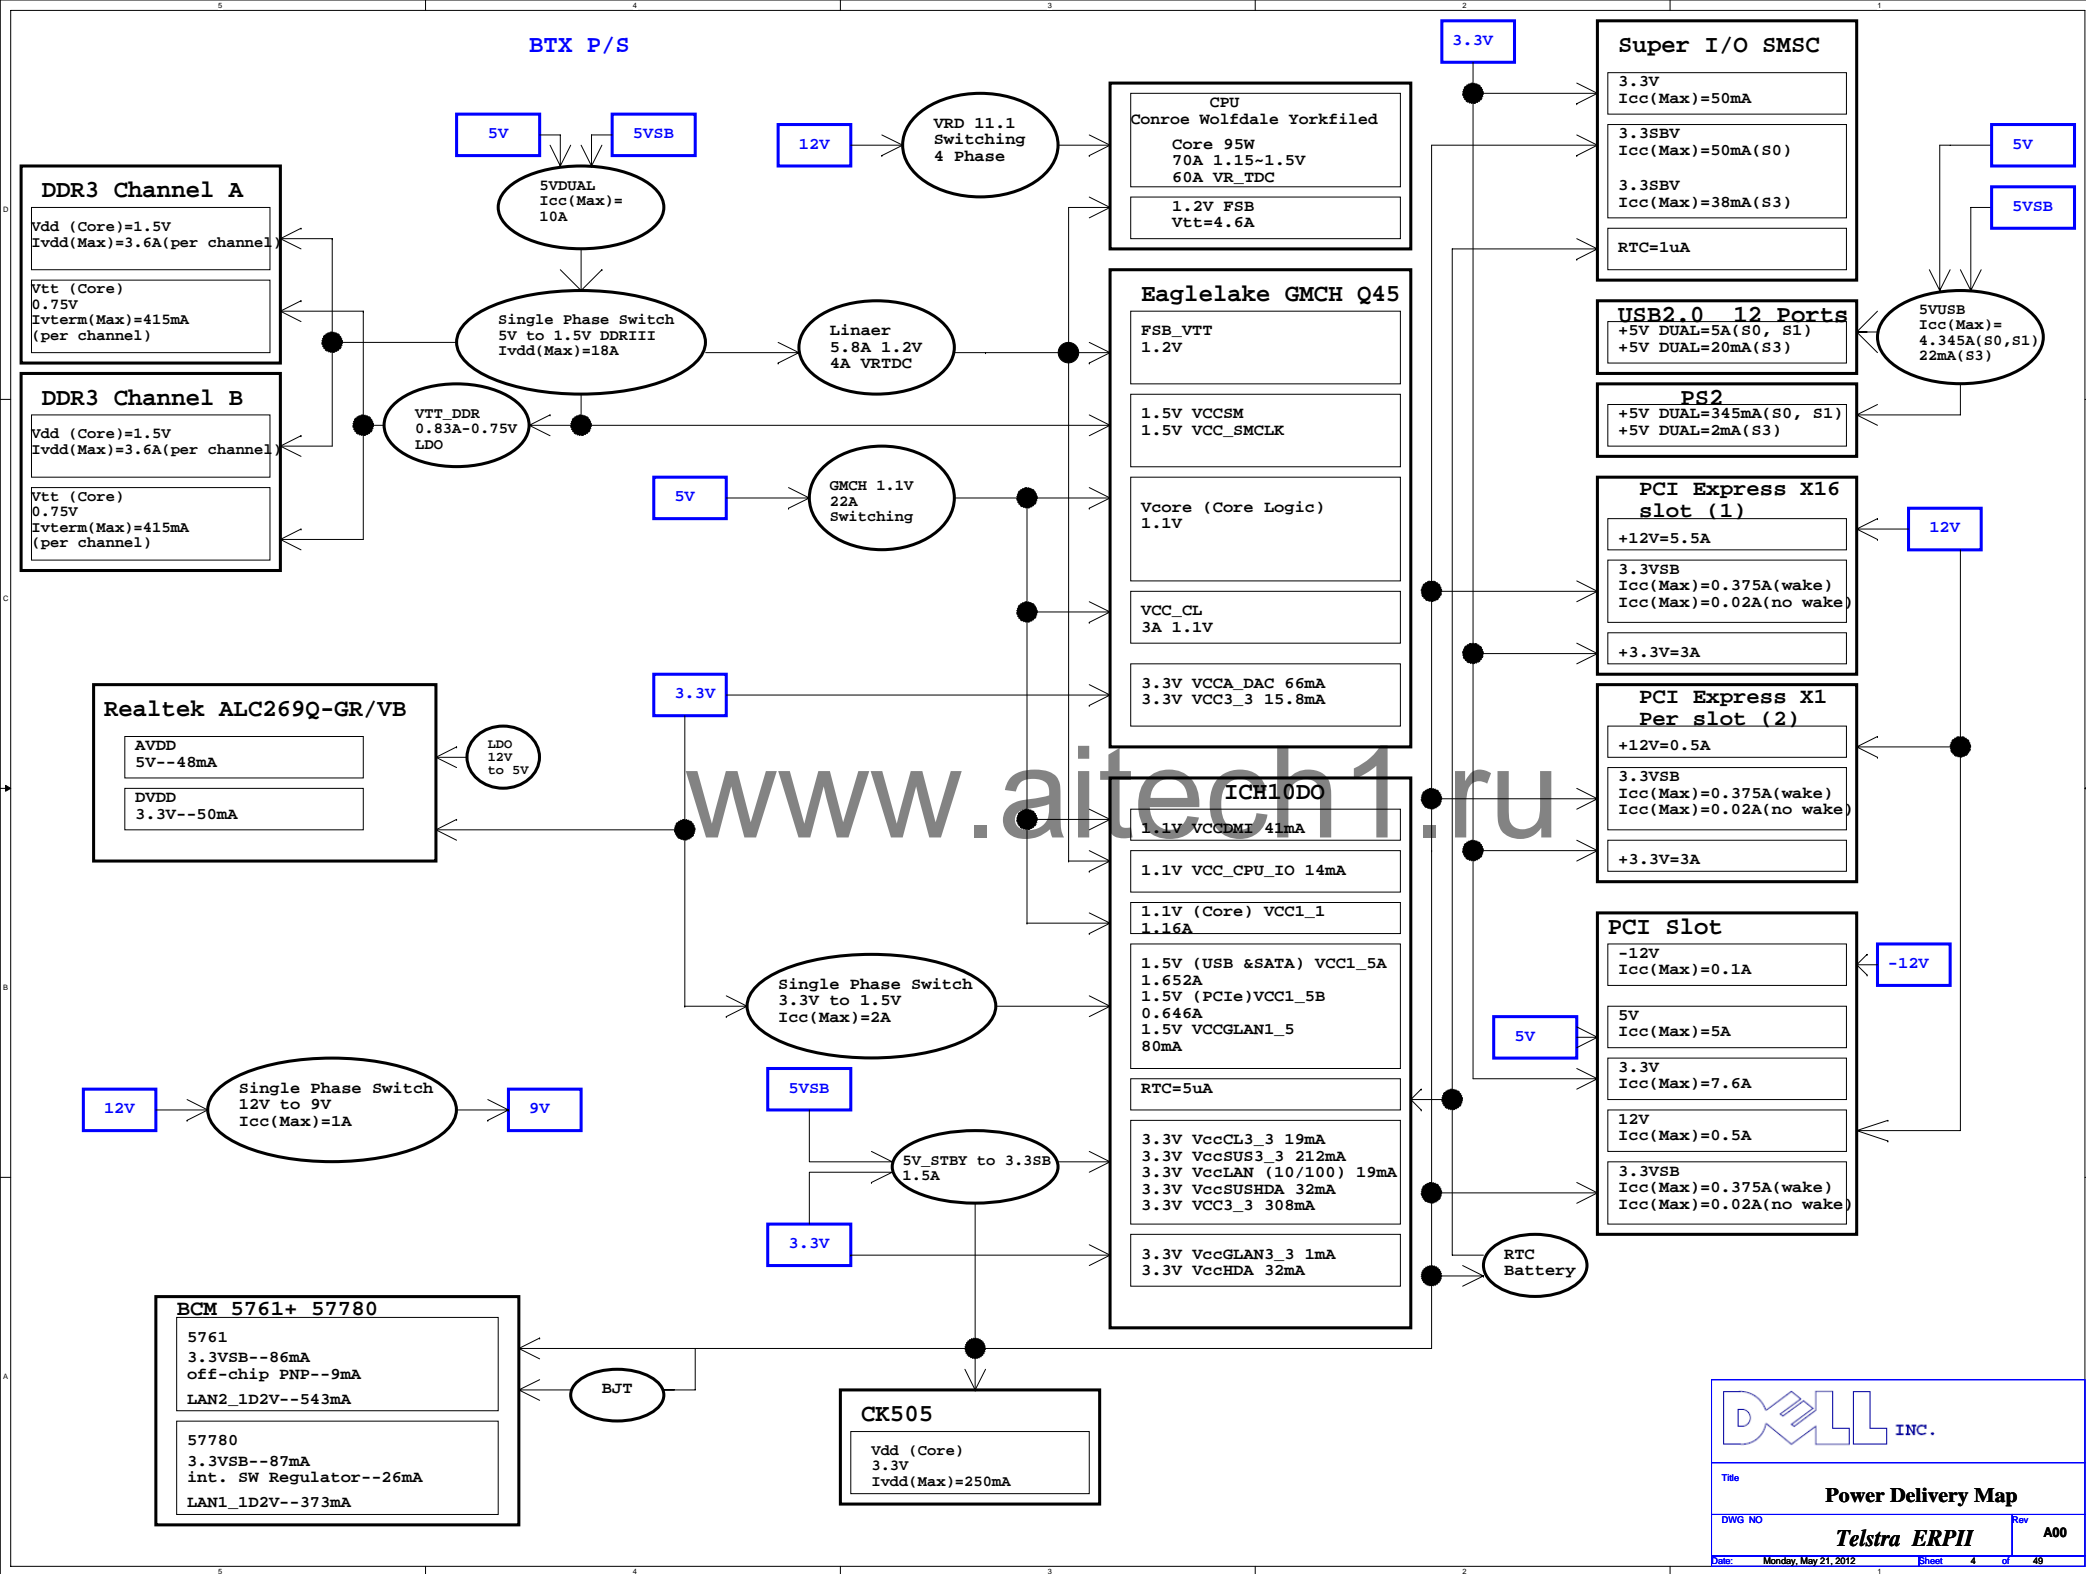 5
4
3
2
1
BTX P/S
5V
5VSB
5VDUAL
Icc(Max)=
10A
DDR3 Channel A
Vdd (Core)=1.5V
Ivdd(Max)=3.6A(per channel)
Vtt (Core)
0.75V
Ivterm(Max)=415mA
(per channel)
DDR3 Channel B
Vdd (Core)=1.5V
Ivdd(Max)=3.6A(per channel)
Vtt (Core)
0.75V
Ivterm(Max)=415mA
(per channel)
Single Phase Switch
5V to 1.5V DDRIII
Ivdd(Max)=18A
VTT_DDR
0.83A-0.75V
LDO
12V
VRD 11.1
Switching
4 Phase
Linaer
5.8A 1.2V
4A VRTDC
5V
GMCH 1.1V
22A
Switching
CPU
Conroe Wolfdale Yorkfiled
Core 95W
70A 1.15~1.5V
60A VR_TDC
1.2V FSB
Vtt=4.6A
Eaglelake GMCH Q45
FSB_VTT
1.2V
1.5V VCCSM
1.5V VCC_SMCLK
Vcore (Core Logic)
1.1V
VCC_CL
3A 1.1V
3.3V VCCA_DAC 66mA
3.3V VCC3_3 15.8mA
3.3V
Realtek ALC269Q-GR/VB
AVDD
5V--48mA
DVDD
3.3V--50mA
LDO
12V
to 5V
www.aitech1.ru
ICH10DO
1.1V VCCDMI 41mA
1.1V VCC_CPU_IO 14mA
1.1V (Core) VCC1_1
1.16A
1.5V (USB &SATA) VCC1_5A
1.652A
1.5V (PCIe)VCC1_5B
0.646A
1.5V VCCGLAN1_5
80mA
RTC=5uA
3.3V VccCL3_3 19mA
3.3V VccSUS3_3 212mA
3.3V VccLAN (10/100) 19mA
3.3V VccSUSHDA 32mA
3.3V VCC3_3 308mA
3.3V VccGLAN3_3 1mA
3.3V VccHDA 32mA
Single Phase Switch
3.3V to 1.5V
Icc(Max)=2A
12V
Single Phase Switch
12V to 9V
Icc(Max)=1A
9V
5VSB
5V_STBY to 3.3SB
1.5A
3.3V
BCM 5761+ 57780
5761
3.3VSB--86mA
off-chip PNP--9mA
LAN2_1D2V--543mA
57780
3.3VSB--87mA
int. SW Regulator--26mA
LAN1_1D2V--373mA
BJT
CK505
Vdd (Core)
3.3V
Ivdd(Max)=250mA
3.3V
Super I/O SMSC
3.3V
Icc(Max)=50mA
3.3SBV
Icc(Max)=50mA(S0)
3.3SBV
Icc(Max)=38mA(S3)
RTC=1uA
5V
5VSB
5VUSB
Icc(Max)=
4.345A(S0,S1)
22mA(S3)
USB2.0 12 Ports
+5V DUAL=5A(S0, S1)
+5V DUAL=20mA(S3)
PS2
+5V DUAL=345mA(S0, S1)
+5V DUAL=2mA(S3)
PCI Express X16
slot (1)
+12V=5.5A
3.3VSB
Icc(Max)=0.375A(wake)
Icc(Max)=0.02A(no wake)
+3.3V=3A
12V
PCI Express X1
Per slot (2)
+12V=0.5A
3.3VSB
Icc(Max)=0.375A(wake)
Icc(Max)=0.02A(no wake)
+3.3V=3A
PCI Slot
-12V
Icc(Max)=0.1A
-12V
5V
5V
Icc(Max)=5A
3.3V
Icc(Max)=7.6A
12V
Icc(Max)=0.5A
3.3VSB
Icc(Max)=0.375A(wake)
Icc(Max)=0.02A(no wake)
RTC
Battery
D
C
B
A
DELL INC.
Title
Power Delivery Map
DWG NO
Telstra ERPII
Rev
A00
Date: Monday, May 21, 2012 Sheet 4 of 49
5
4
3
2
1